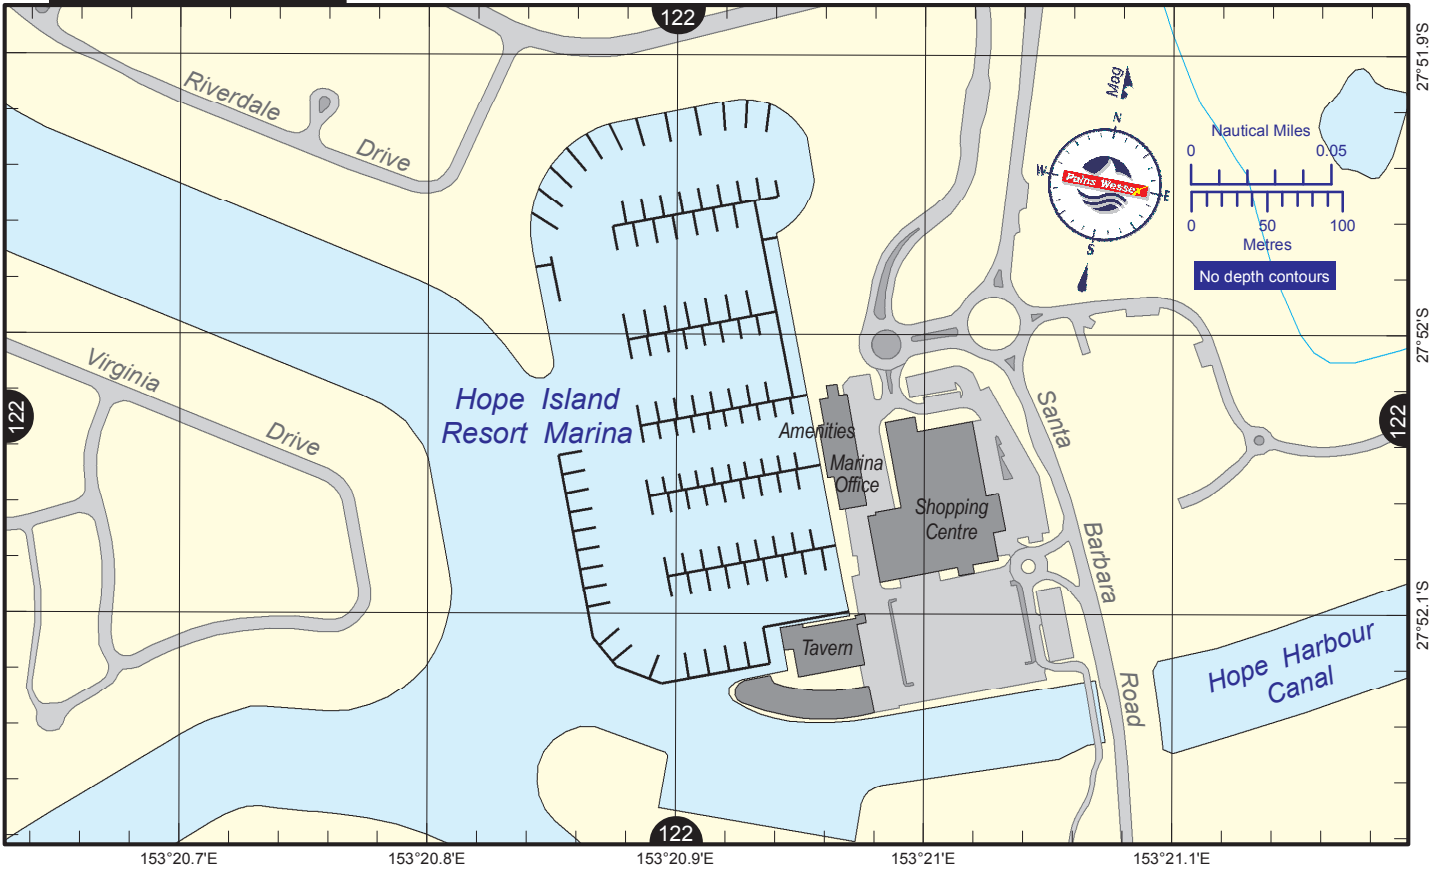 122
27°51.9'S
Riverdale
Drive
Mag
N
W
E
S
Pains Wessex
Nautical Miles
0 0.05
0 50 100
Metres
No depth contours
27°52'S
Virginia
Drive
122
Hope Island
Resort Marina
Amenities
Marina
Office
Shopping
Centre
Santa
Barbara
Road
122
27°52.1'S
Tavern
Hope Harbour
Canal
122
153°20.7'E
153°20.8'E
153°20.9'E
153°21'E
153°21.1'E